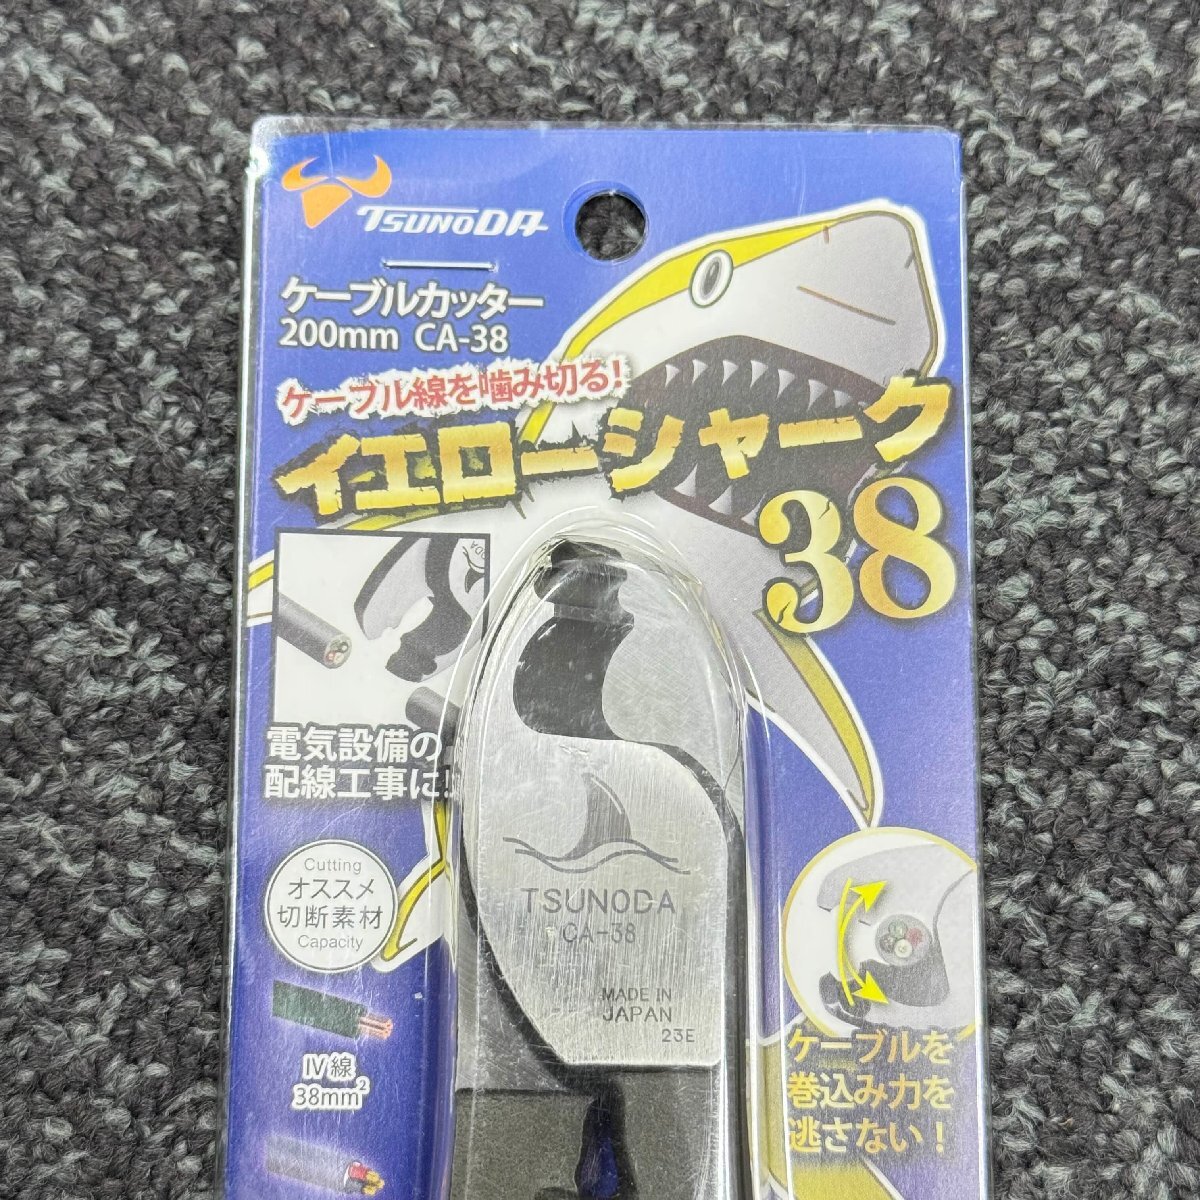 TSUNODA
ケーブルカッター
200mm CA-38
ケーブル線を噛み切る!
イエローシャーク
38
電気設備の
配線工事に!
Cutting
オススメ
切断素材
Capacity
IV線
38mm²
TSUNODA
CA-38
MADE IN
JAPAN
23E
ケーブルを
巻込み力を
逃さない!